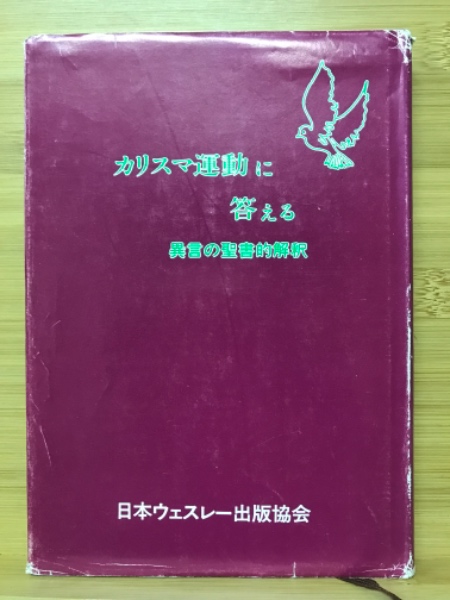 カリスマ運動に
答える
異言の聖書的解釈
日本ウェスレー出版協会